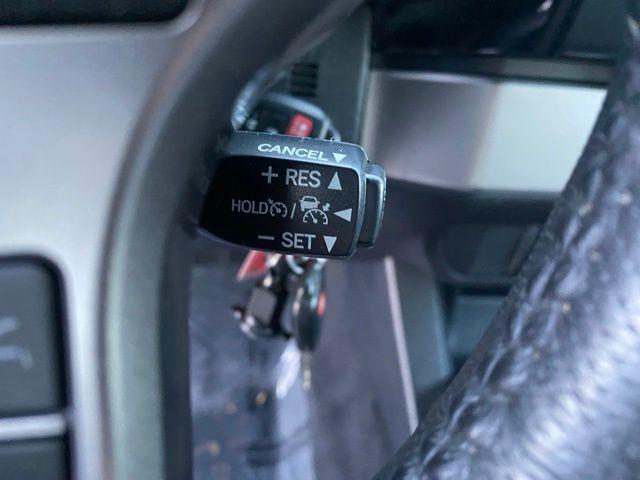 CANCEL ▼
+ RES ▲
HOLD / ◀
− SET ▼